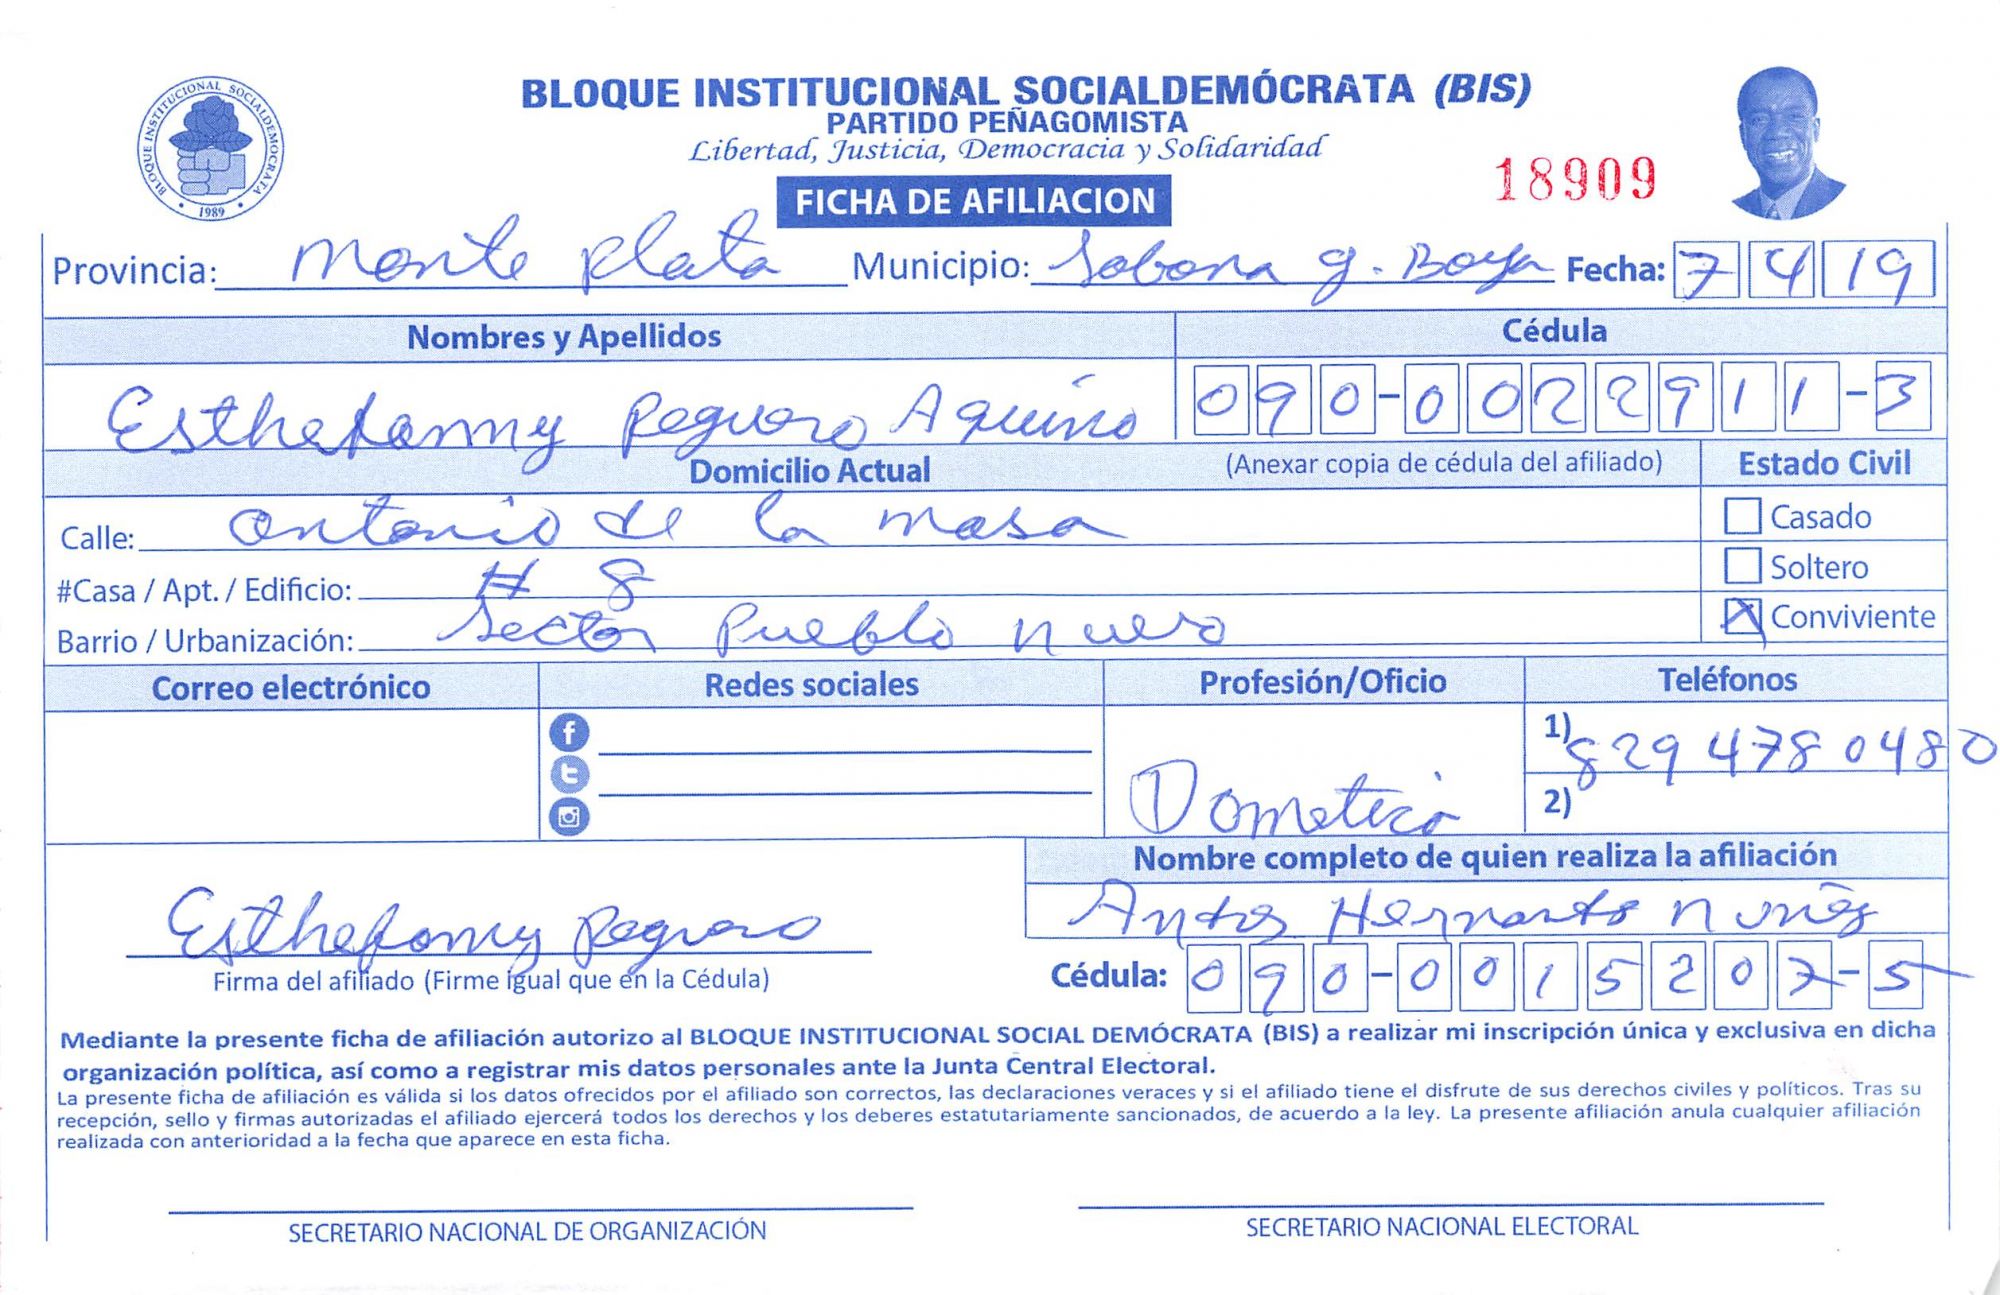 BLOQUE INSTITUCIONAL SOCIALDEMÓCRATA (BIS)
PARTIDO PEÑAGOMISTA
Libertad, Justicia, Democracia y Solidaridad
BLOQUE INSTITUCIONAL SOCIALDEMOCRATA
• 1989 •
18909
FICHA DE AFILIACION
Provincia: Monte Plata Municipio: Sabana g. Boya Fecha: 7 4 19
Nombres y Apellidos Cédula
Esthefanny Peguero Aquino 090-0022911-3
Domicilio Actual (Anexar copia de cédula del afiliado) Estado Civil
Calle: Antonio de la masa Casado
#Casa / Apt. / Edificio: # 8 Soltero
Barrio / Urbanización: Sector Pueblo nuevo Conviviente
Correo electrónico Redes sociales Profesión/Oficio Teléfonos
1) 829 478 0480
Dometica 2)
Nombre completo de quien realiza la afiliación
Hernando Nuñez
Esthefanny Peguero
Firma del afiliado (Firme igual que en la Cédula) Cédula: 090-0015207-5
Mediante la presente ficha de afiliación autorizo al BLOQUE INSTITUCIONAL SOCIAL DEMÓCRATA (BIS) a realizar mi inscripción única y exclusiva en dicha
organización política, así como a registrar mis datos personales ante la Junta Central Electoral.
La presente ficha de afiliación es válida si los datos ofrecidos por el afiliado son correctos, las declaraciones veraces y si el afiliado tiene el disfrute de sus derechos civiles y políticos. Tras su
recepción, sello y firmas autorizadas el afiliado ejercerá todos los derechos y los deberes estatutariamente sancionados, de acuerdo a la ley. La presente afiliación anula cualquier afiliación
realizada con anterioridad a la fecha que aparece en esta ficha.
SECRETARIO NACIONAL DE ORGANIZACIÓN SECRETARIO NACIONAL ELECTORAL